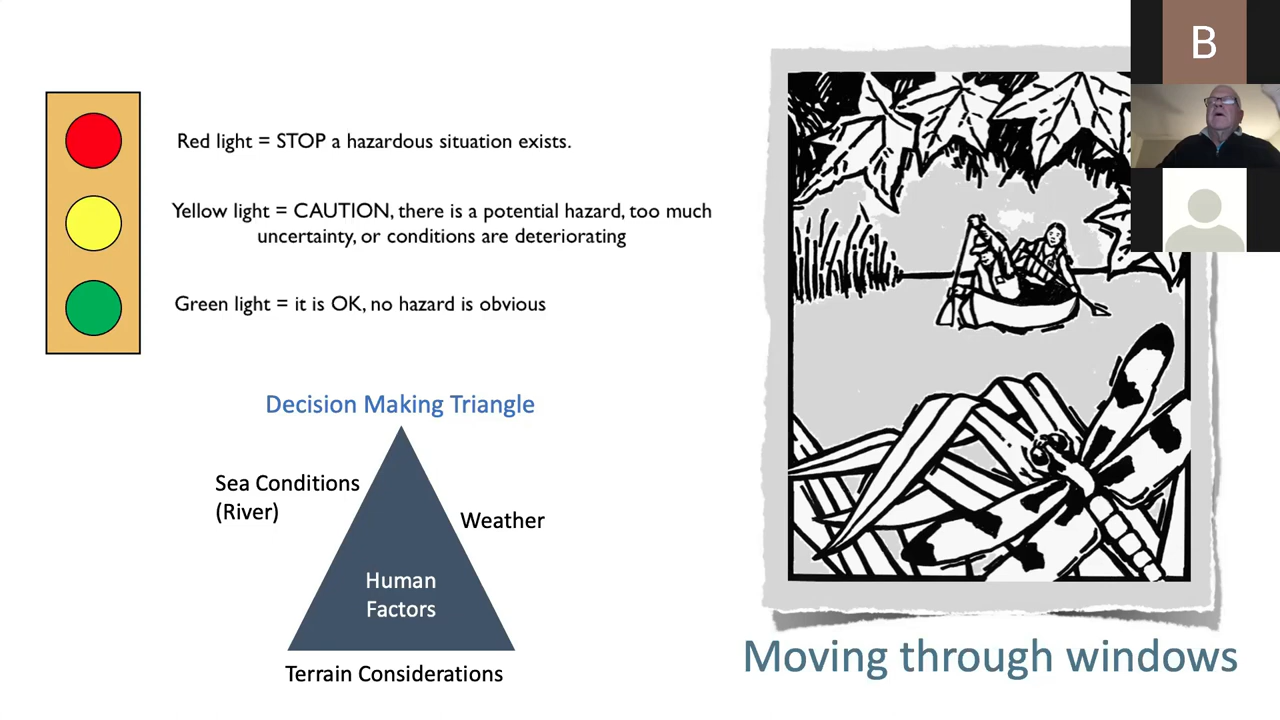 B
Red light = STOP a hazardous situation exists.
Yellow light = CAUTION, there is a potential hazard, too much
uncertainty, or conditions are deteriorating
Green light = it is OK, no hazard is obvious
Decision Making Triangle
Sea Conditions
(River)
Weather
Human
Factors
Terrain Considerations
Moving through windows